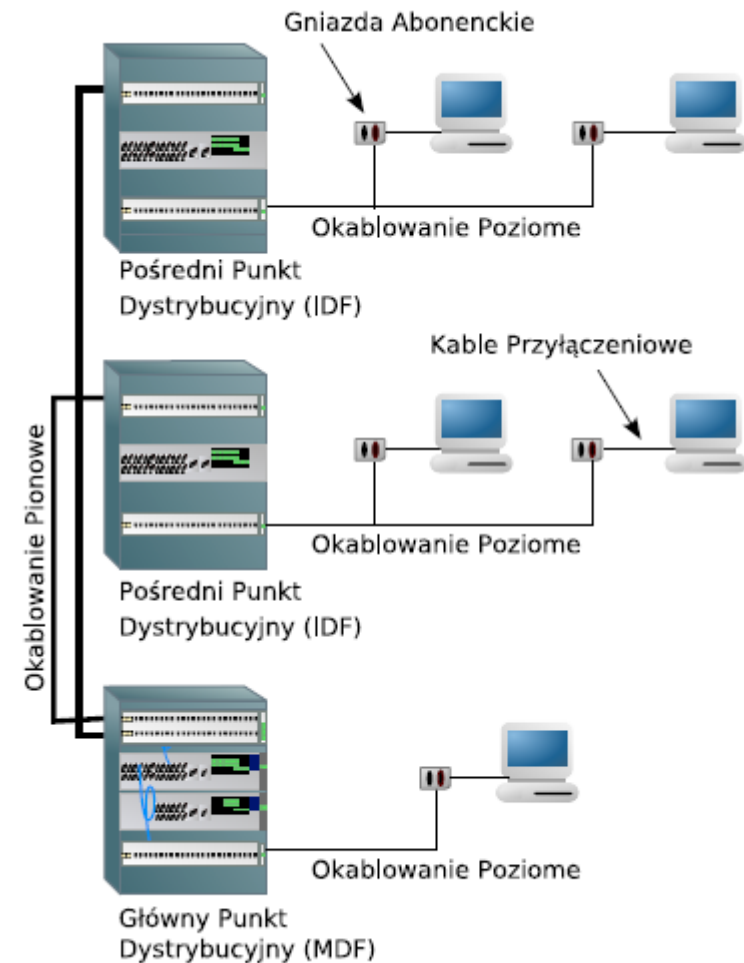 Gniazda Abonenckie
Okablowanie Poziome
Pośredni Punkt
Dystrybucyjny (IDF)
Kable Przyłączeniowe
Okablowanie Pionowe
Okablowanie Poziome
Pośredni Punkt
Dystrybucyjny (IDF)
Okablowanie Poziome
Główny Punkt
Dystrybucyjny (MDF)